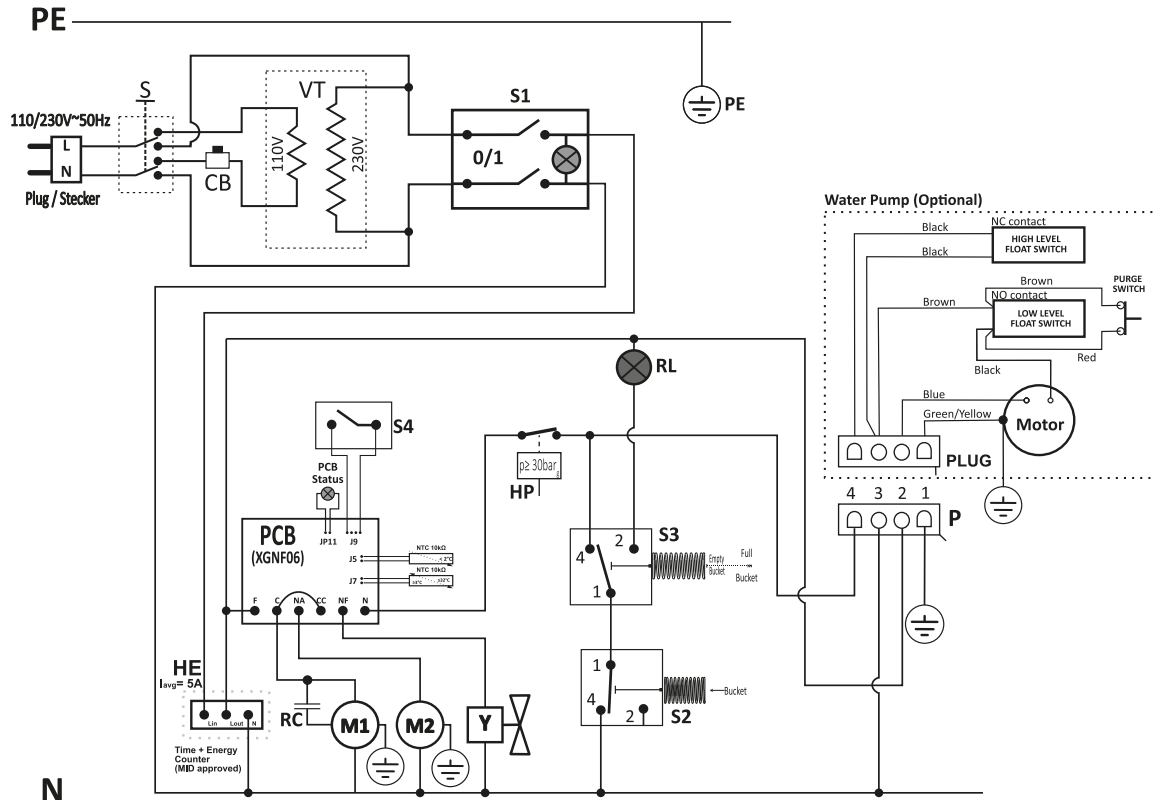 PE
PE
S
VT
S1
110/230V~50Hz
L
N
Plug / Stecker
CB
110V
230V
0/1
Water Pump (Optional)
NC contact
Black
HIGH LEVEL
FLOAT SWITCH
Black
Brown
PURGE
SWITCH
NO contact
Brown
LOW LEVEL
FLOAT SWITCH
Red
Black
Blue
Green/Yellow
Motor
PLUG
4 3 2 1
P
RL
S4
PCB
Status
p≥ 30bar
HP
PCB
(XGNF06)
JP11
J9
J5
NTC 10kΩ
J7
NTC 10kΩ
F C NA CC NF N
S3
4
2
1
Empty
Bucket
Full
Bucket
1
4
2
S2
Bucket
HE
Iavg= 5A
Lin
Lout
N
Time + Energy
Counter
(MID approved)
RC
M1
M2
Y
N